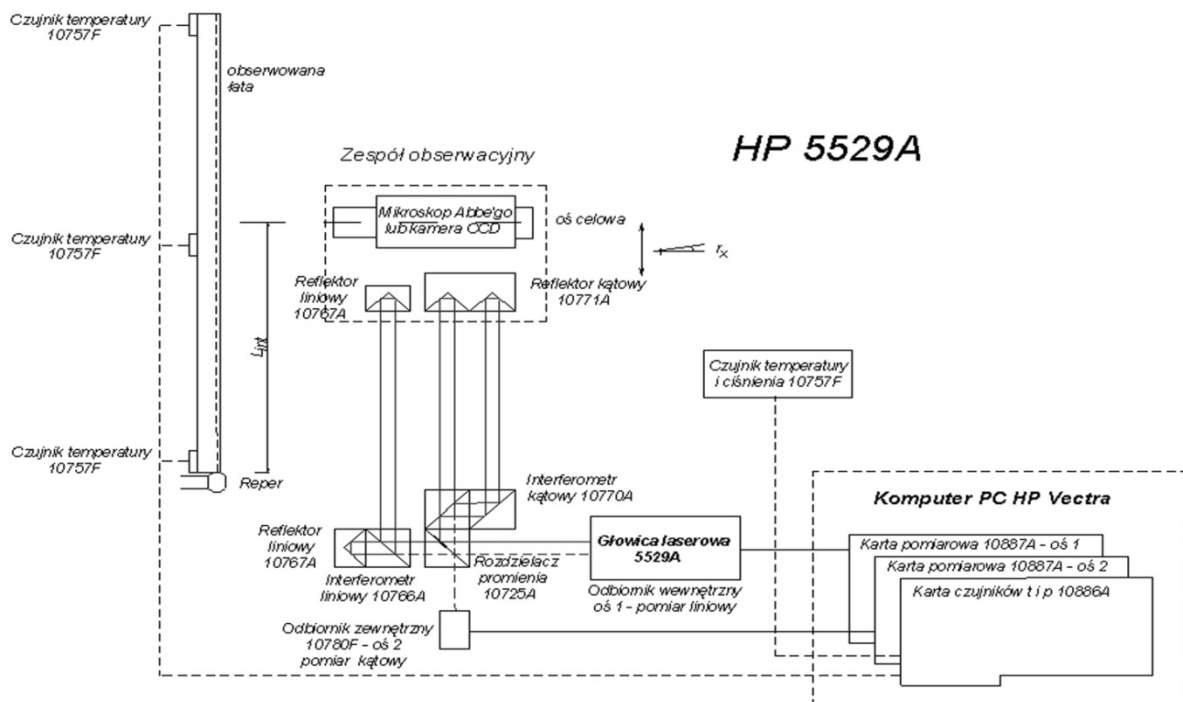 Czujnik temperatury
10757F
obserwowana
łata
HP 5529A
Zespół obserwacyjny
Mikroskop Abbe'go
lub kamera CCD
oś celowa
rx
Czujnik temperatury
10757F
Reflektor
liniowy
10767A
Reflektor kątowy
10771A
Lint
Czujnik temperatury
i ciśnienia 10757F
Czujnik temperatury
10757F
Reper
Interferometr
kątowy 10770A
Komputer PC HP Vectra
Reflektor
liniowy
10767A
Głowica laserowa
5529A
Karta pomiarowa 10887A - oś 1
Karta pomiarowa 10887A - oś 2
Karta czujników t i p 10886A
Interferometr
liniowy 10766A
Rozdzielacz
promienia
10725A
Odbiornik wewnętrzny
oś 1 - pomiar liniowy
Odbiornik zewnętrzny
10780F - oś 2
pomiar kątowy